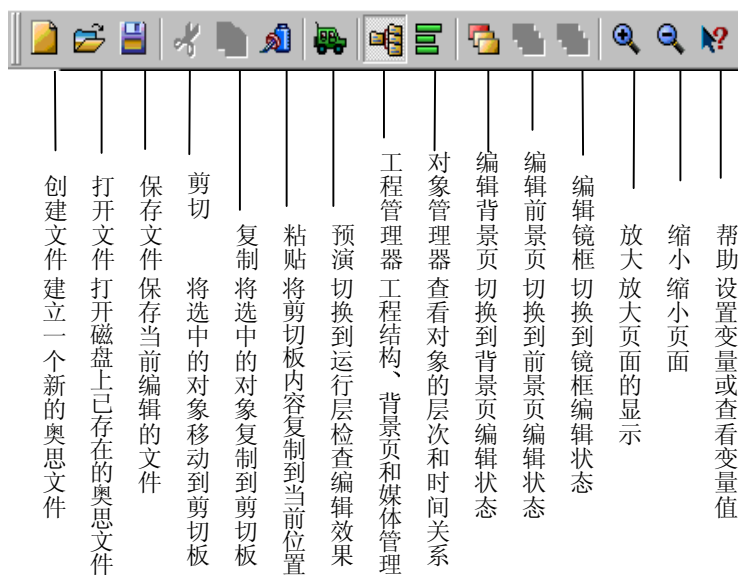 创建文件 建立一个新的奥思文件
打开文件 打开磁盘上已存在的奥思文件
保存文件 保存当前编辑的文件
剪切 将选中的对象移动到剪切板
复制 将选中的对象复制到剪切板
粘贴 将剪切板内容复制到当前位置
预演 切换到运行层检查编辑效果
工程管理器 工程结构、背景页和媒体管理
对象管理器 查看对象的层次和时间关系
编辑背景页 切换到背景页编辑状态
编辑前景页 切换到前景页编辑状态
编辑镜框 切换到镜框编辑状态
放大 放大页面的显示
缩小 缩小页面
帮助 设置变量或查看变量值